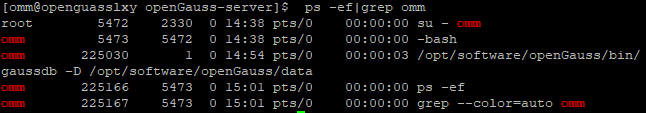 [omm@openguasslxy openGauss-server]$ ps -ef|grep omm
root 5472 2330 0 14:38 pts/0 00:00:00 su - omm
omm 5473 5472 0 14:38 pts/0 00:00:00 -bash
omm 225030 1 0 14:54 pts/0 00:00:03 /opt/software/openGauss/bin/
gaussdb -D /opt/software/openGauss/data
omm 225166 5473 0 15:01 pts/0 00:00:00 ps -ef
omm 225167 5473 0 15:01 pts/0 00:00:00 grep --color=auto omm